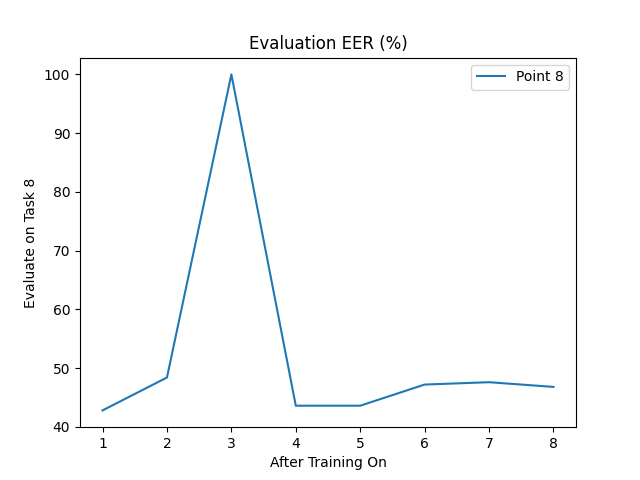 Evaluation EER (%)
Point 8
Evaluate on Task 8
100
90
80
70
60
50
40
1 2 3 4 5 6 7 8
After Training On